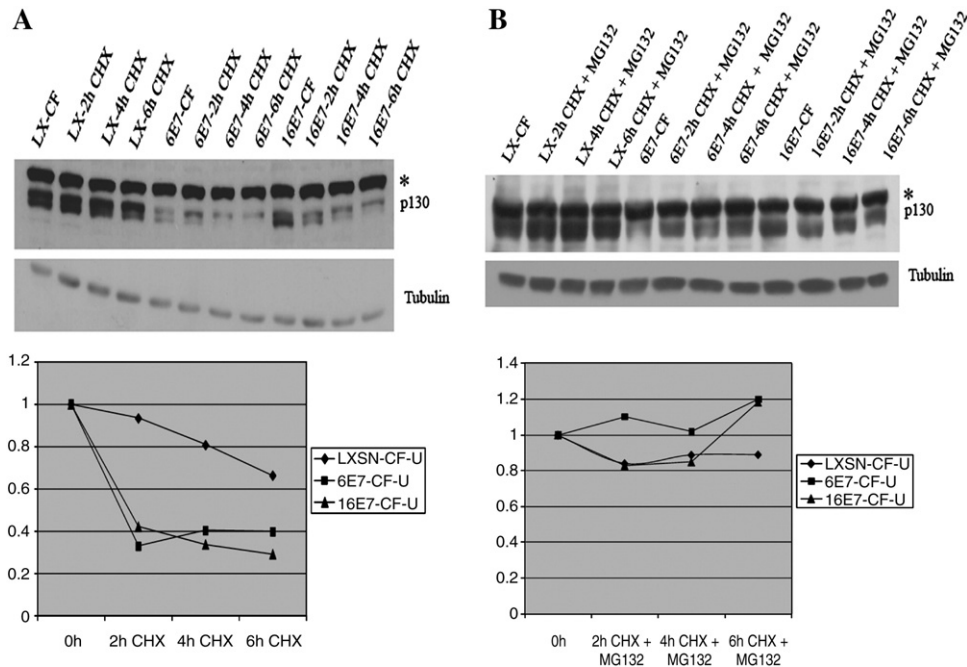 A
LX-CF
LX-2h CHX
LX-4h CHX
LX-6h CHX
6E7-CF
6E7-2h CHX
6E7-4h CHX
6E7-6h CHX
16E7-CF
16E7-2h CHX
16E7-4h CHX
16E7-6h CHX
*
p130
Tubulin
1.2
1
0.8
0.6
0.4
0.2
0
0h
2h CHX
4h CHX
6h CHX
LXSN-CF-U
6E7-CF-U
16E7-CF-U
B
LX-CF
LX-2h CHX + MG132
LX-4h CHX + MG132
LX-6h CHX + MG132
6E7-CF
6E7-2h CHX + MG132
6E7-4h CHX + MG132
6E7-6h CHX + MG132
16E7-CF
16E7-2h CHX + MG132
16E7-4h CHX + MG132
16E7-6h CHX + MG132
*
p130
Tubulin
1.4
1.2
1
0.8
0.6
0.4
0.2
0
0h
2h CHX +
MG132
4h CHX +
MG132
6h CHX +
MG132
LXSN-CF-U
6E7-CF-U
16E7-CF-U